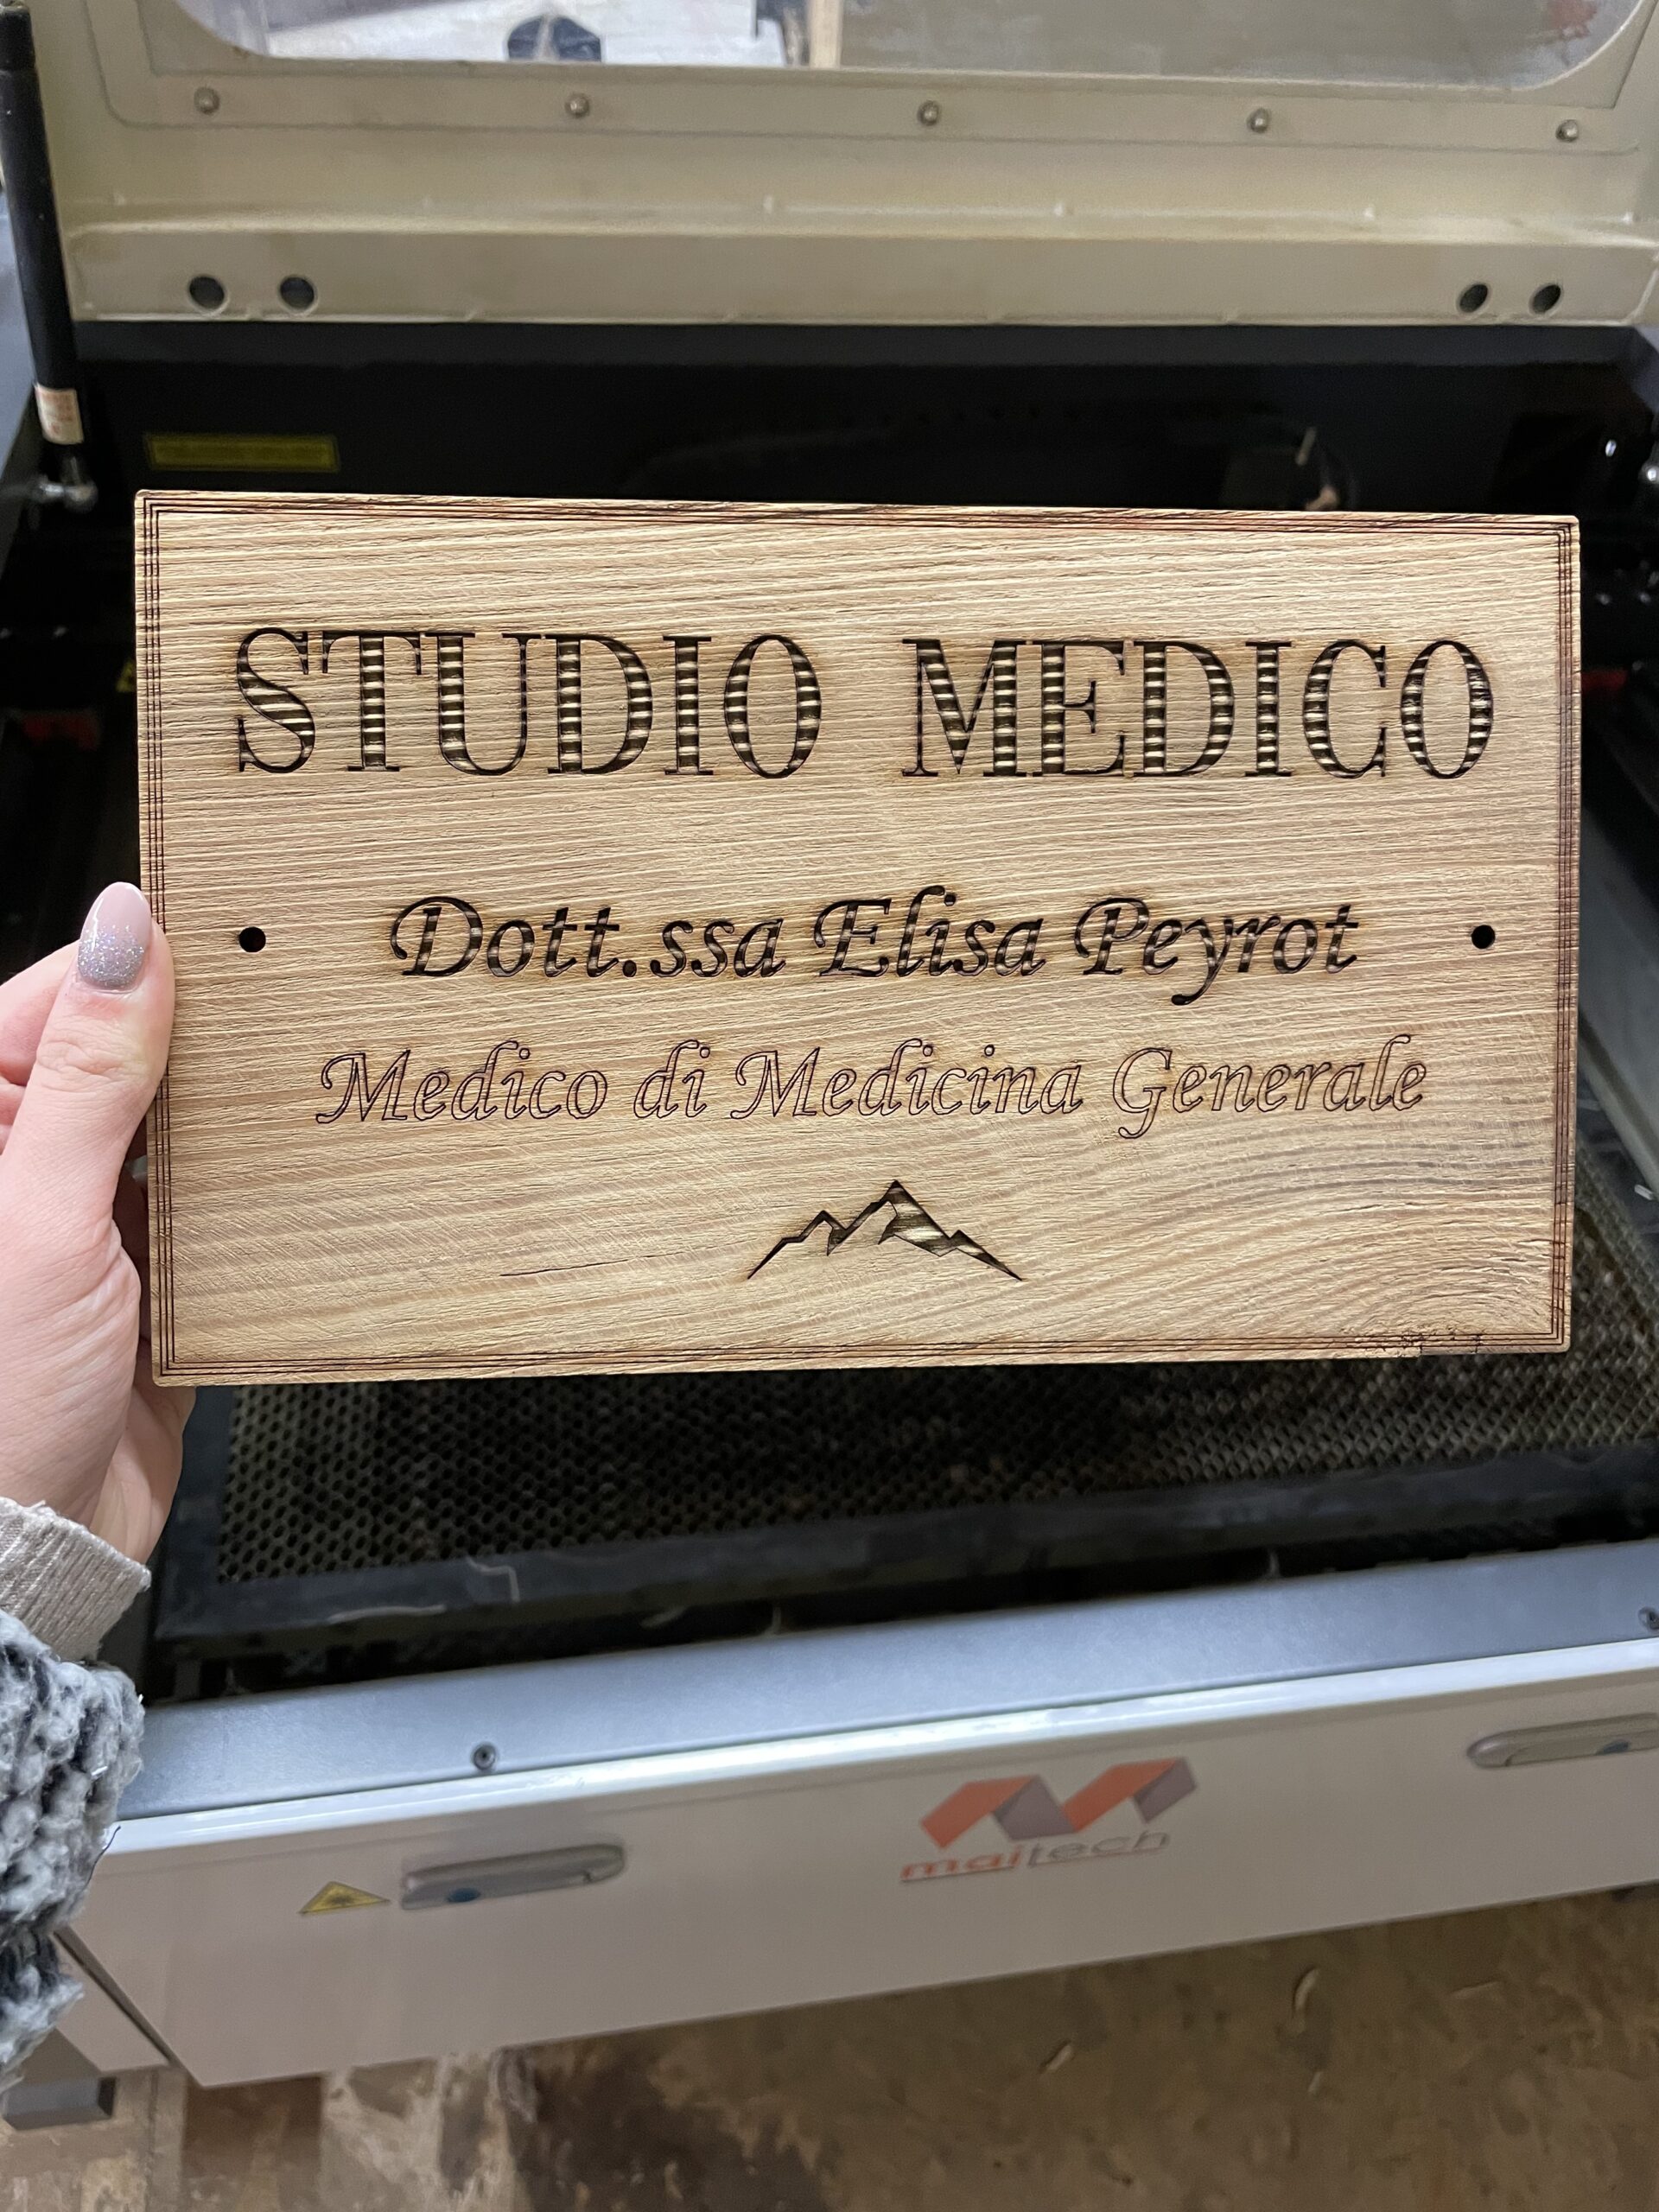 STUDIO MEDICO
Dott.ssa Elisa Peyrot
Medico di Medicina Generale
maitech